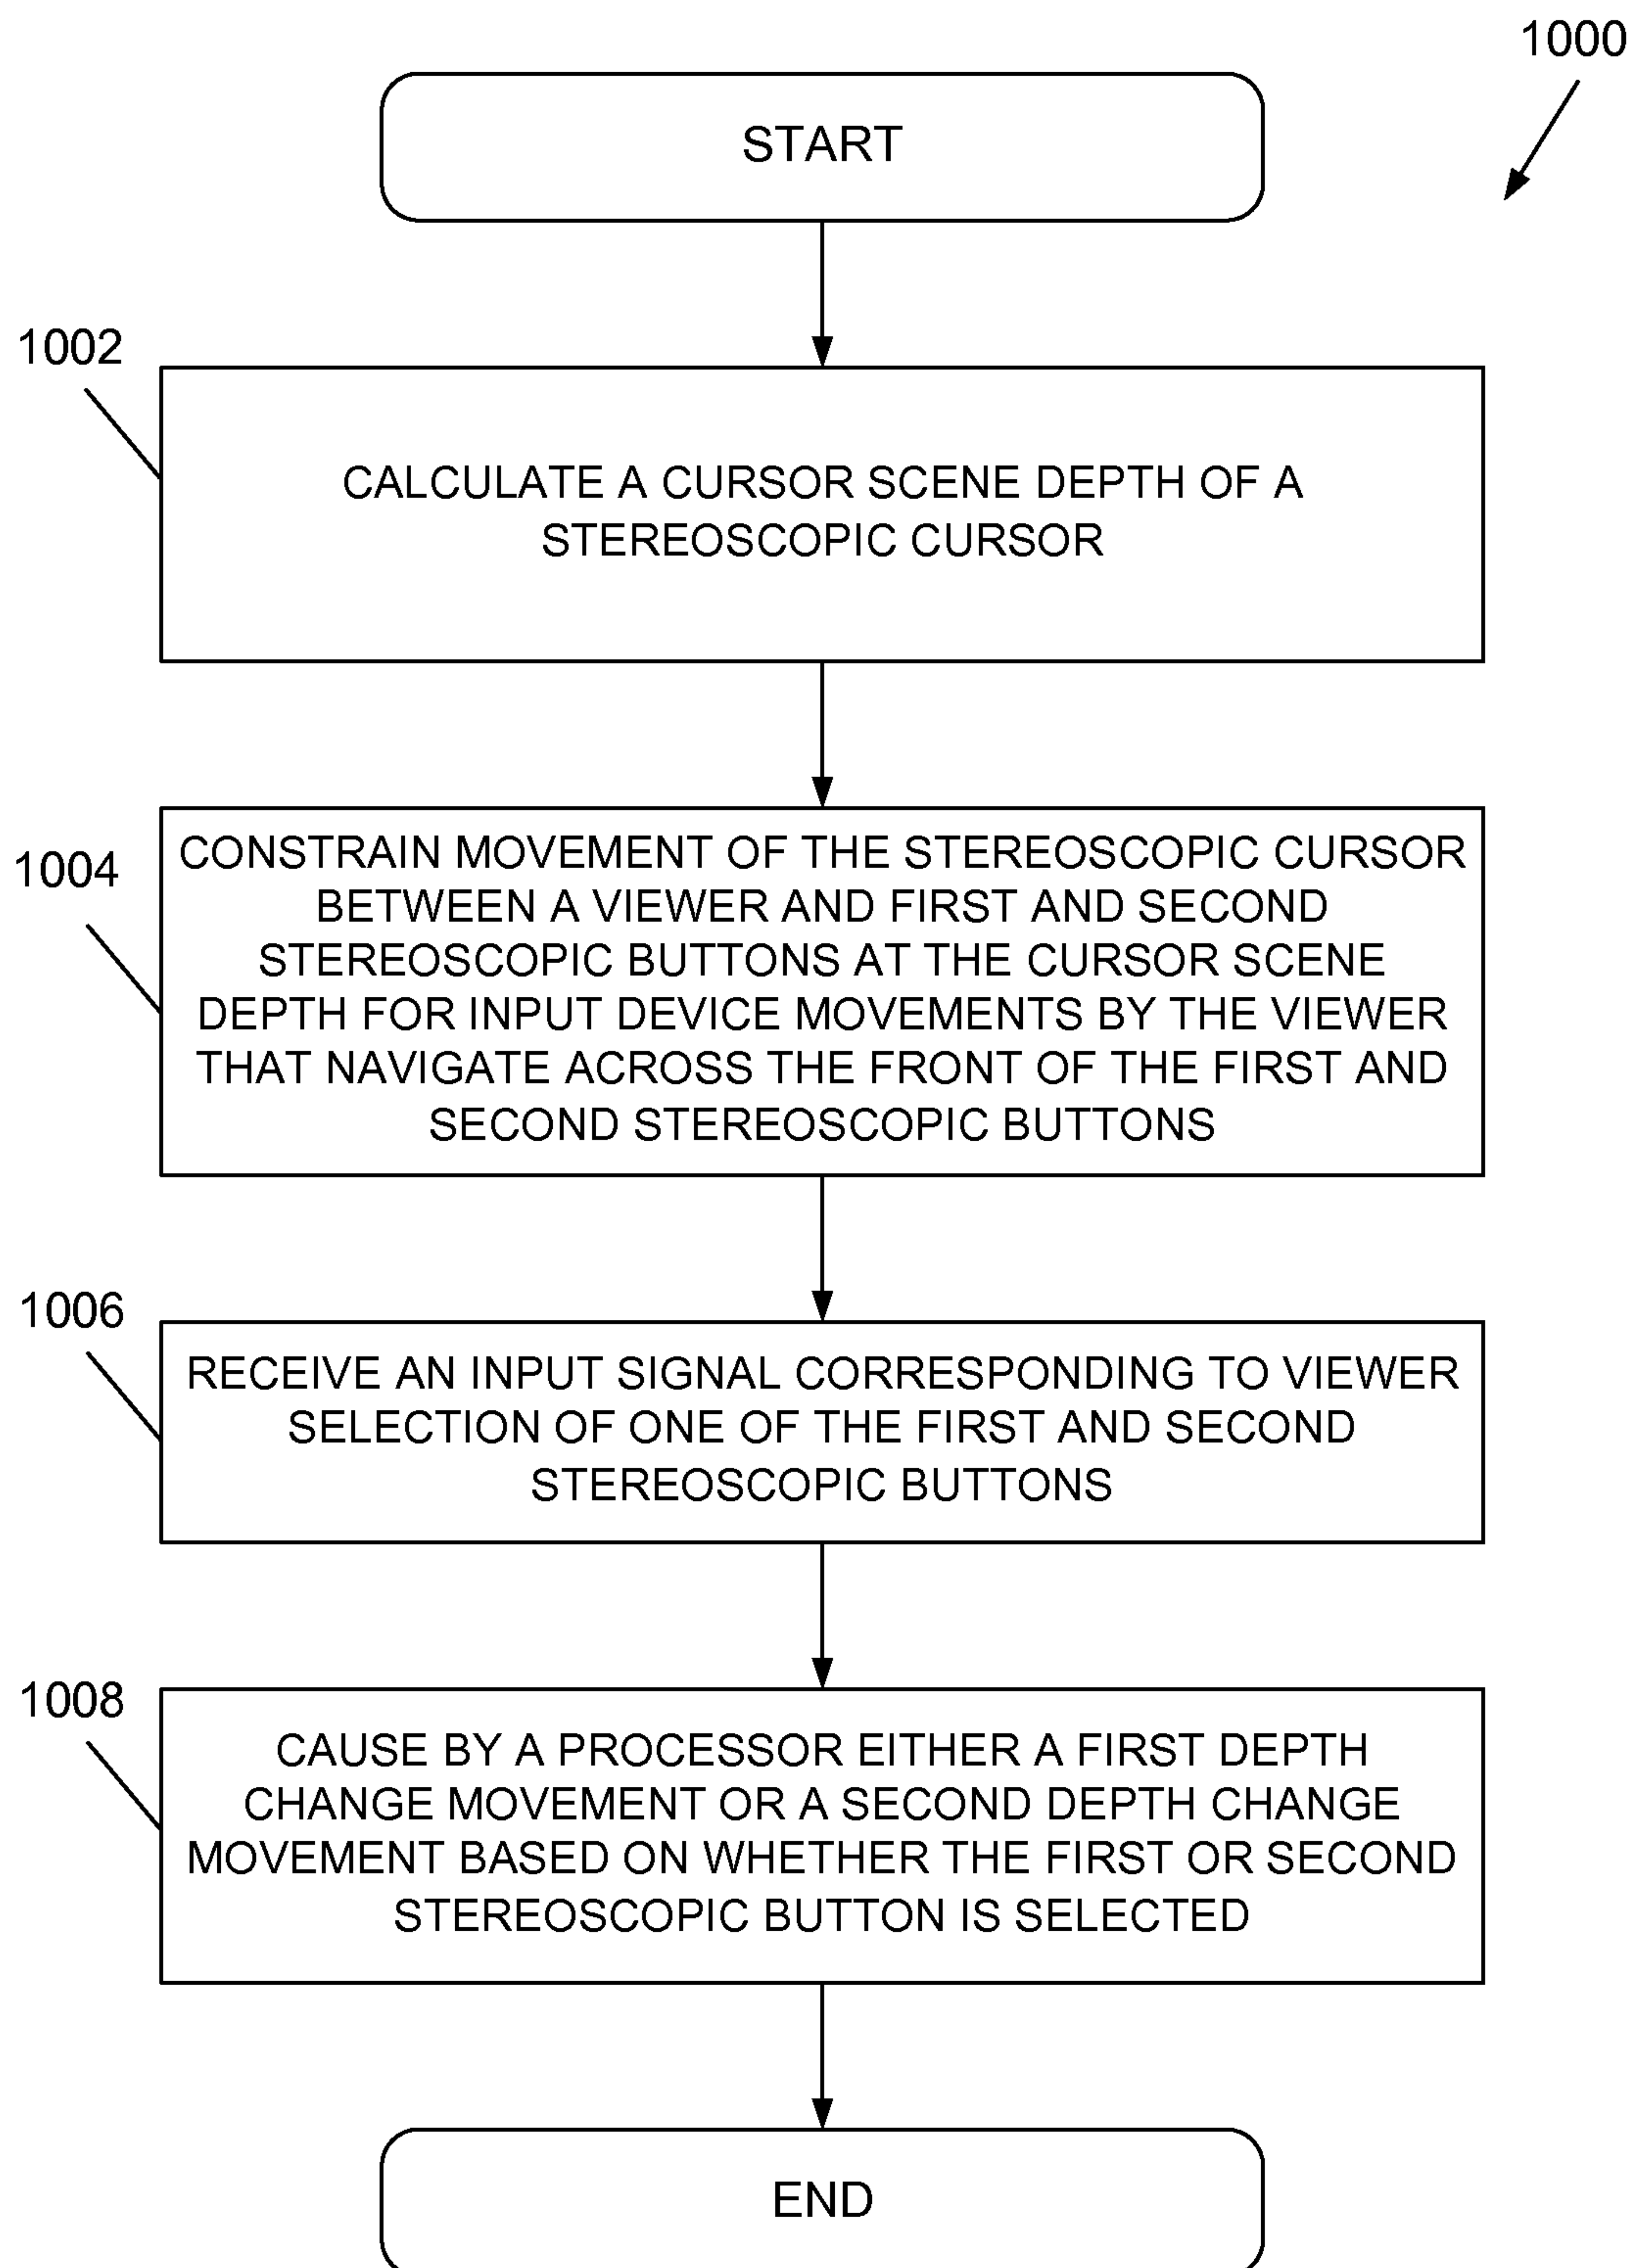 1000
START
1002
CALCULATE A CURSOR SCENE DEPTH OF A
STEREOSCOPIC CURSOR
1004
CONSTRAIN MOVEMENT OF THE STEREOSCOPIC CURSOR
BETWEEN A VIEWER AND FIRST AND SECOND
STEREOSCOPIC BUTTONS AT THE CURSOR SCENE
DEPTH FOR INPUT DEVICE MOVEMENTS BY THE VIEWER
THAT NAVIGATE ACROSS THE FRONT OF THE FIRST AND
SECOND STEREOSCOPIC BUTTONS
1006
RECEIVE AN INPUT SIGNAL CORRESPONDING TO VIEWER
SELECTION OF ONE OF THE FIRST AND SECOND
STEREOSCOPIC BUTTONS
1008
CAUSE BY A PROCESSOR EITHER A FIRST DEPTH
CHANGE MOVEMENT OR A SECOND DEPTH CHANGE
MOVEMENT BASED ON WHETHER THE FIRST OR SECOND
STEREOSCOPIC BUTTON IS SELECTED
END